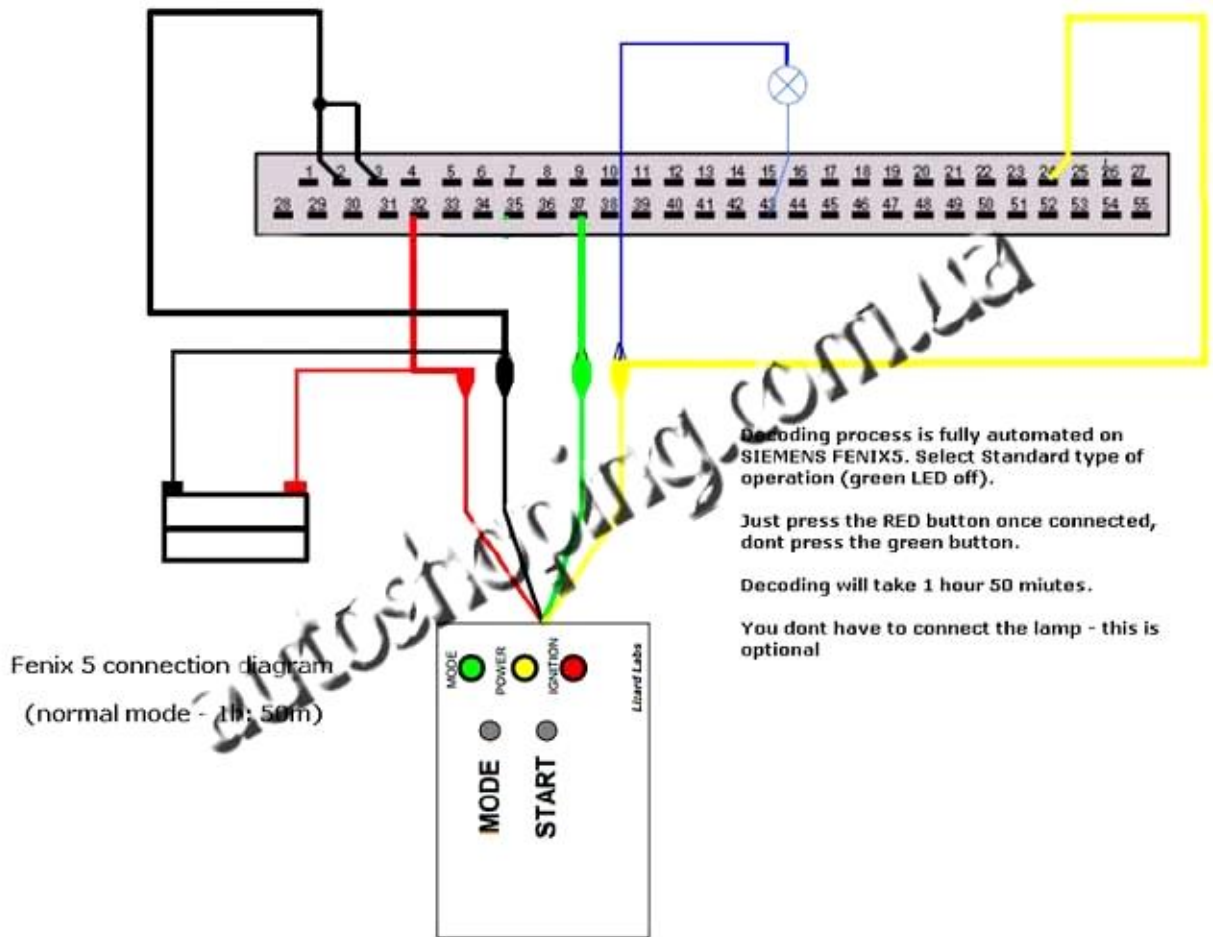 1 2 3 4 5 6 7 8 9 10 11 12 13 14 15 16 17 18 19 20 21 22 23 24 25 26 27
28 29 30 31 32 33 34 35 36 37 38 39 40 41 42 43 44 45 46 47 48 49 50 51 52 53 54 55
autoshopping.com.ua
Decoding process is fully automated on
SIEMENS FENIX5. Select Standard type of
operation (green LED off).
Just press the RED button once connected,
dont press the green button.
Decoding will take 1 hour 50 miutes.
You dont have to connect the lamp - this is
optional
Fenix 5 connection diagram
(normal mode - 1h: 50m)
MODE
POWER
IGNITION
Lizard Labs
MODE
START